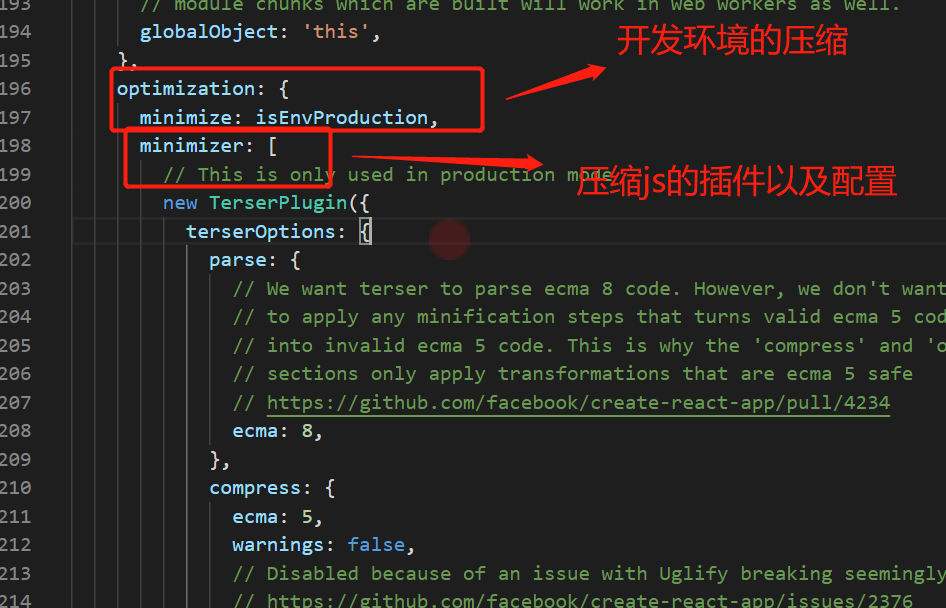 193 // module chunks which are built will work in web workers as well.
194 globalObject: 'this',
开发环境的压缩
195 },
196 optimization: {
197 minimize: isEnvProduction,
198 minimizer: [
199 // This is only used in production mode
压缩js的插件以及配置
200 new TerserPlugin({
201 terserOptions: {
202 parse: {
203 // We want terser to parse ecma 8 code. However, we don't want
204 // to apply any minification steps that turns valid ecma 5 cod
205 // into invalid ecma 5 code. This is why the 'compress' and 'o
206 // sections only apply transformations that are ecma 5 safe
207 // https://github.com/facebook/create-react-app/pull/4234
208 ecma: 8,
209 },
210 compress: {
211 ecma: 5,
212 warnings: false,
213 // Disabled because of an issue with Uglify breaking seemingly
214 // https://github.com/facebook/create-react-app/issues/2376